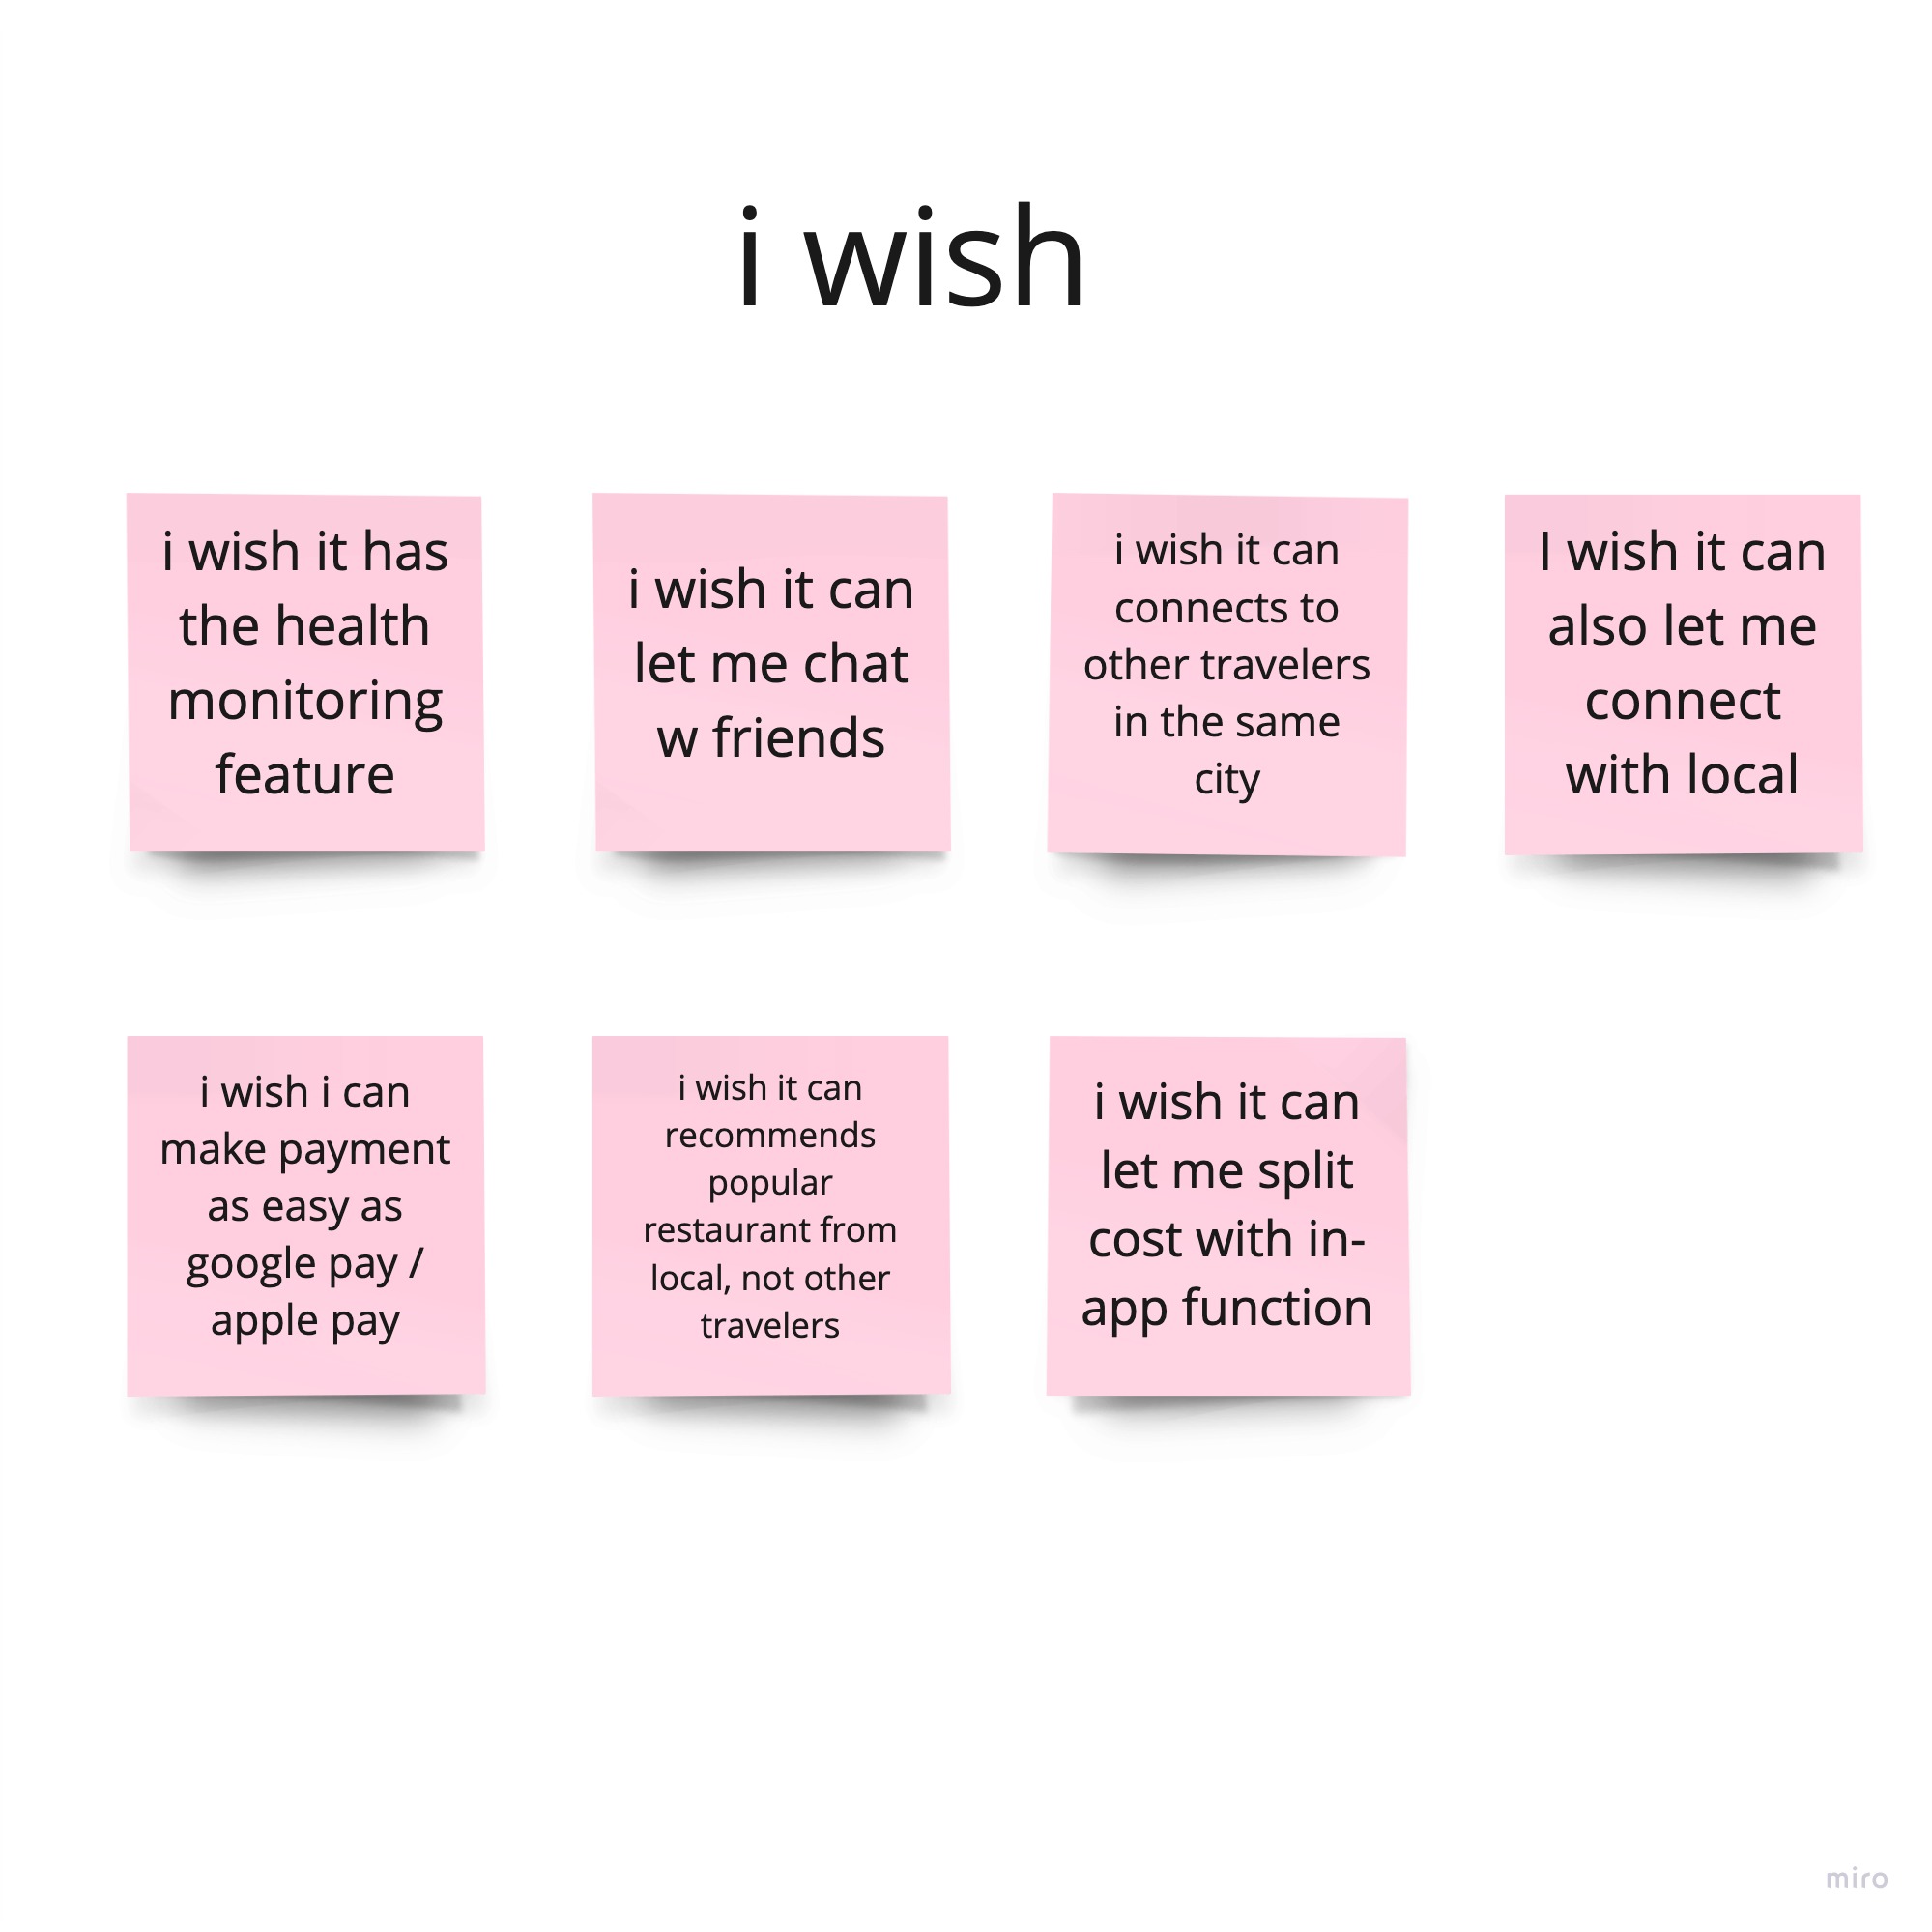 i wish
i wish it has
the health
monitoring
feature
i wish it can
let me chat
w friends
i wish it can
connects to
other travelers
in the same
city
I wish it can
also let me
connect
with local
i wish i can
make payment
as easy as
google pay /
apple pay
i wish it can
recommends
popular
restaurant from
local, not other
travelers
i wish it can
let me split
cost with in-
app function
miro